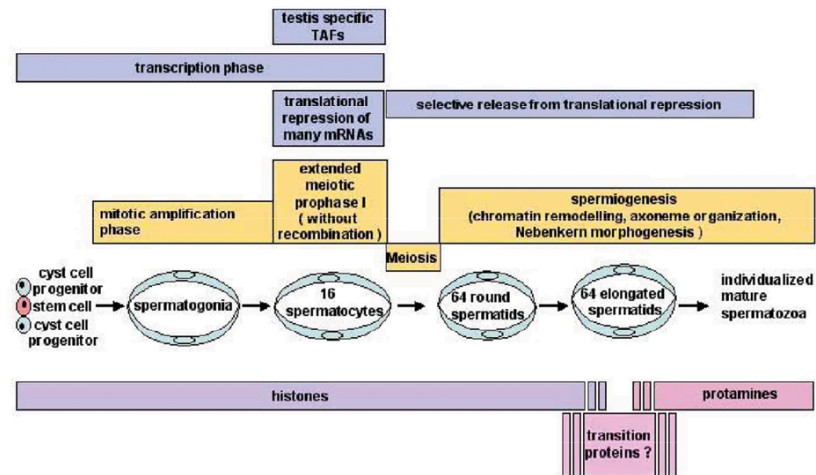 testis specific
TAFs
transcription phase
translational
repression of
many mRNAs
selective release from translational repression
extended
meiotic
prophase I
( without
recombination )
mitotic amplification
phase
Meiosis
spermiogenesis
(chromatin remodelling, axoneme organization,
Nebenkern morphogenesis )
cyst cell
progenitor
stem cell
cyst cell
progenitor
spermatogonia
16
spermatocytes
64 round
spermatids
64 elongated
spermatids
individualized
mature
spermatozoa
histones
protamines
transition
proteins ?